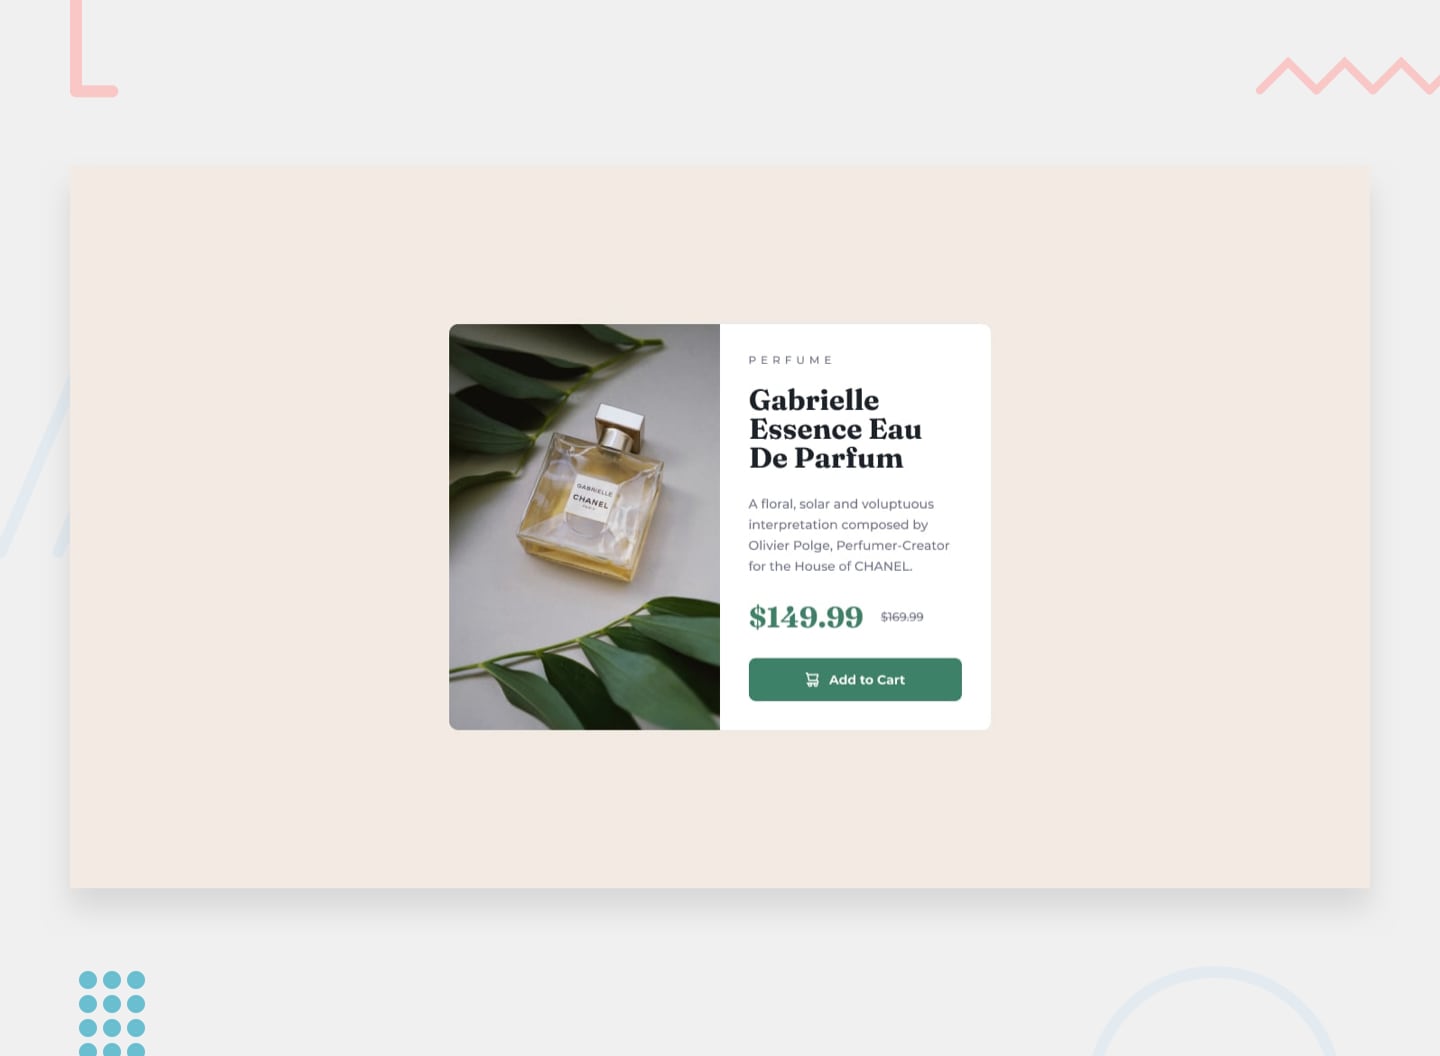 PERFUME
Gabrielle
Essence Eau
De Parfum
A floral, solar and voluptuous
interpretation composed by
Olivier Polge, Perfumer-Creator
for the House of CHANEL.
$149.99 $169.99
Add to Cart
GABRIELLE
CHANEL
PARIS